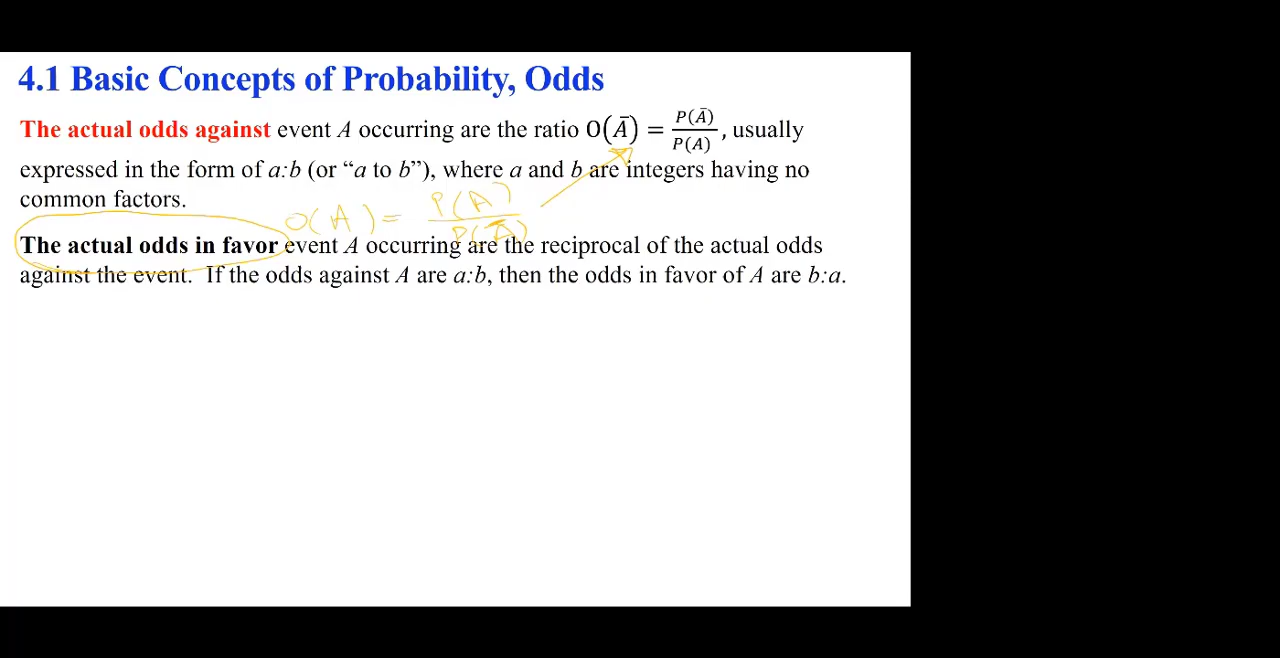 4.1 Basic Concepts of Probability, Odds
The actual odds against event A occurring are the ratio O(Ā) = P(Ā)/P(A), usually
expressed in the form of a:b (or “a to b”), where a and b are integers having no
common factors.
O(A) = P(A)/P(Ā)
The actual odds in favor event A occurring are the reciprocal of the actual odds
against the event. If the odds against A are a:b, then the odds in favor of A are b:a.